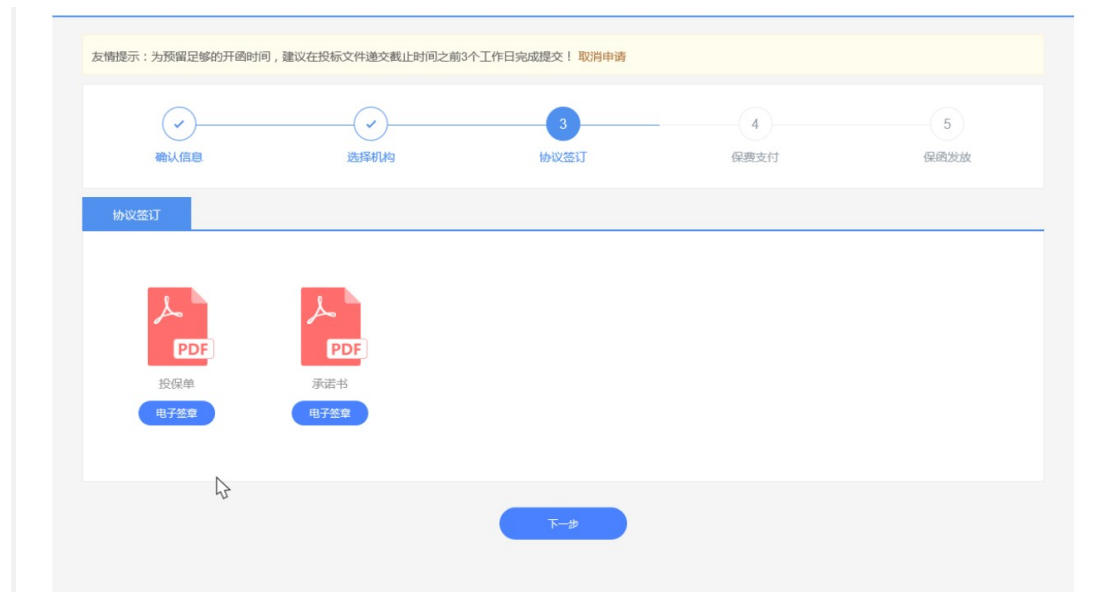 友情提示：为预留足够的开函时间，建议在投标文件递交截止时间之前3个工作日完成提交！ 取消申请
3 4 5
确认信息 选择机构 协议签订 保费支付 保函发放
协议签订
PDF PDF
投保单 承诺书
电子签章 电子签章
下一步